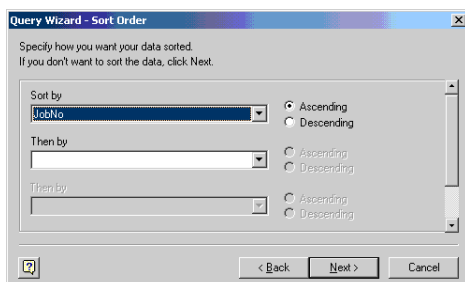 Query Wizard - Sort Order
Specify how you want your data sorted.
If you don't want to sort the data, click Next.
Sort by
JobNo
Ascending
Descending
Then by
Ascending
Descending
Then by
Ascending
Descending
?
< Back
Next >
Cancel